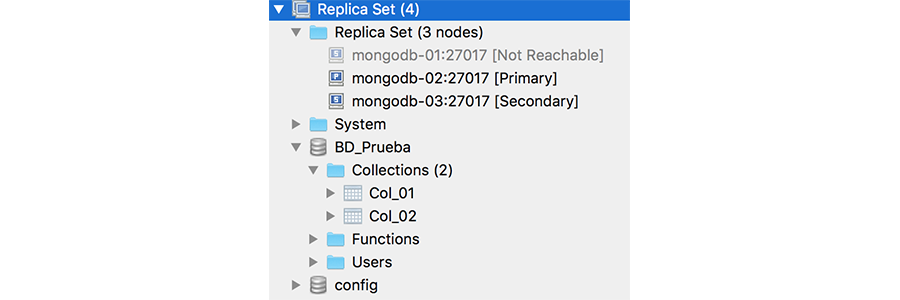 Replica Set (4)
Replica Set (3 nodes)
mongodb-01:27017 [Not Reachable]
mongodb-02:27017 [Primary]
mongodb-03:27017 [Secondary]
System
BD_Prueba
Collections (2)
Col_01
Col_02
Functions
Users
config